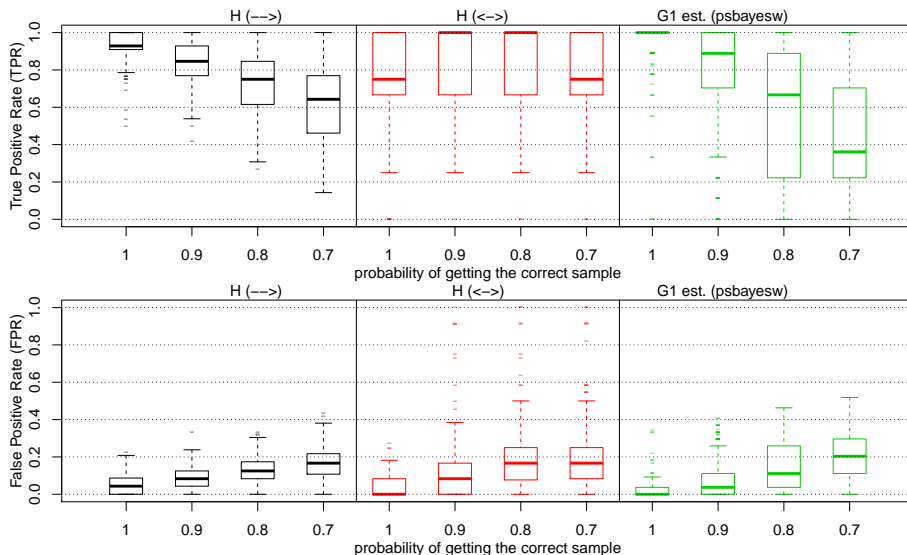 H (−−>) H (<−>) G1 est. (psbayesw)
True Positive Rate (TPR)
1.0
0.8
0.6
0.4
0.2
0.0
1 0.9 0.8 0.7 1 0.9 0.8 0.7 1 0.9 0.8 0.7
probability of getting the correct sample
H (−−>) H (<−>) G1 est. (psbayesw)
False Positive Rate (FPR)
1.0
0.8
0.6
0.4
0.2
0.0
1 0.9 0.8 0.7 1 0.9 0.8 0.7 1 0.9 0.8 0.7
probability of getting the correct sample